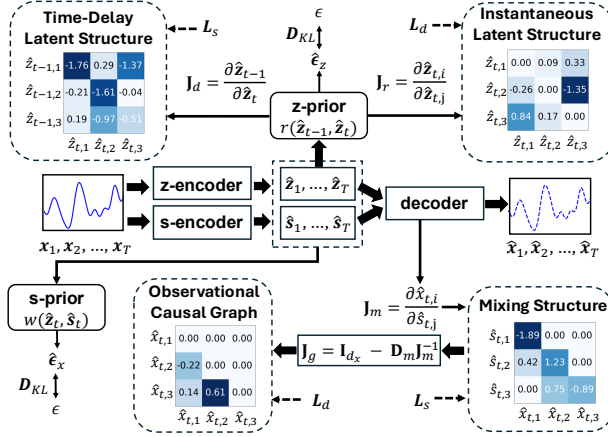 Time-Delay
Latent Structure
-1.76 0.29 -1.37
-0.21 -1.61 -0.04
0.19 -0.97 -0.51
ẑ_{t−1,1}
ẑ_{t−1,2}
ẑ_{t−1,3}
ẑ_{t,1} ẑ_{t,2} ẑ_{t,3}
L_s
ϵ
D_{KL}
ϵ̂_z
J_d = ∂ẑ_{t−1} / ∂ẑ_t
z-prior
r(ẑ_{t−1}, ẑ_t)
J_r = ∂ẑ_{t,i} / ∂ẑ_{t,j}
L_d
Instantaneous
Latent Structure
ẑ_{t,1}
ẑ_{t,2}
ẑ_{t,3}
0.00 0.09 0.33
-0.26 0.00 -1.35
0.84 0.17 0.00
ẑ_{t,1} ẑ_{t,2} ẑ_{t,3}
x_1, x_2, ..., x_T
z-encoder
s-encoder
ẑ_1, ..., ẑ_T
ŝ_1, ..., ŝ_T
decoder
x̂_1, x̂_2, ..., x̂_T
s-prior
w(ẑ_t, ŝ_t)
ϵ̂_x
D_{KL}
ϵ
Observational
Causal Graph
x̂_{t,1}
x̂_{t,2}
x̂_{t,3}
0.00 0.00 0.00
-0.22 0.00 0.00
0.14 0.61 0.00
x̂_{t,1} x̂_{t,2} x̂_{t,3}
L_d
J_m = ∂x̂_{t,i} / ∂ŝ_{t,j}
J_g = I_{d_x} − D_m J_m^{−1}
L_s
Mixing Structure
ŝ_{t,1}
ŝ_{t,2}
ŝ_{t,3}
-1.89 0.00 0.00
0.42 1.23 0.00
0.00 0.75 -0.89
x̂_{t,1} x̂_{t,2} x̂_{t,3}